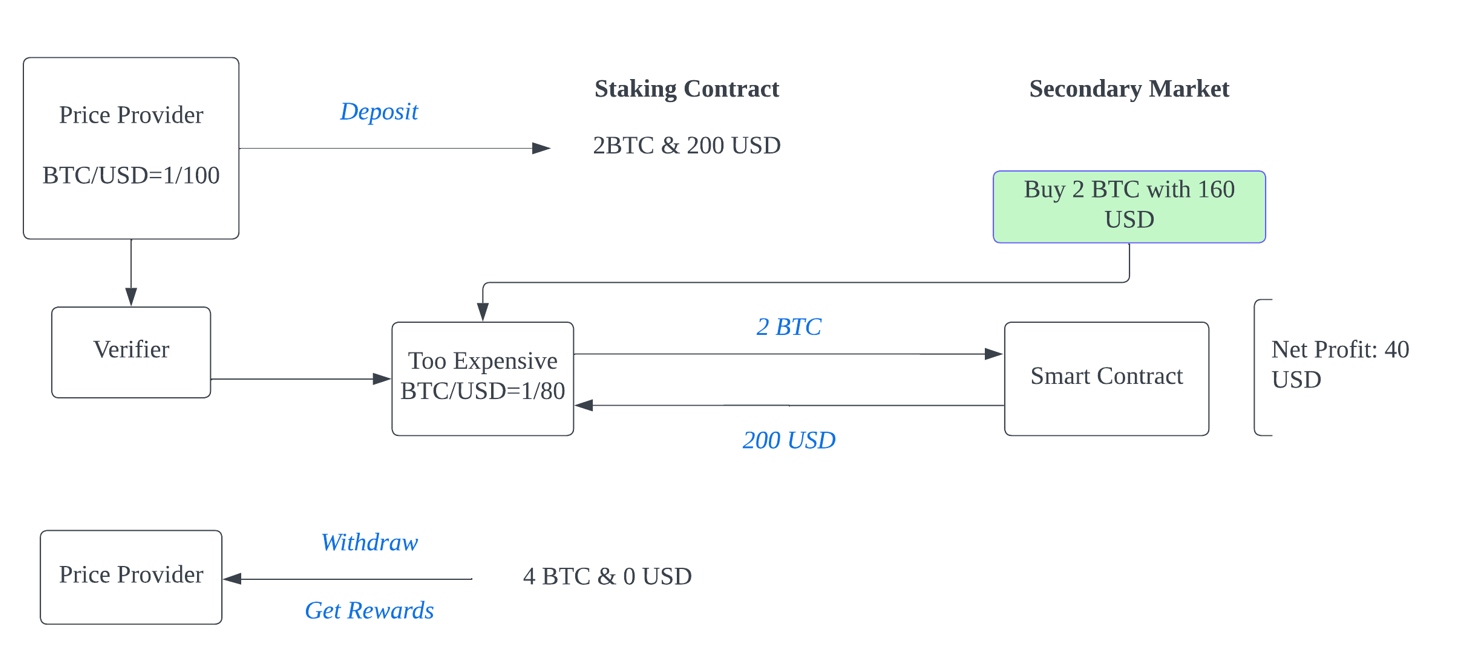 Staking Contract
Secondary Market
Price Provider
Deposit
2BTC & 200 USD
BTC/USD=1/100
Buy 2 BTC with 160
USD
Verifier
2 BTC
Too Expensive
BTC/USD=1/80
Smart Contract
Net Profit: 40
USD
200 USD
Withdraw
Price Provider
4 BTC & 0 USD
Get Rewards